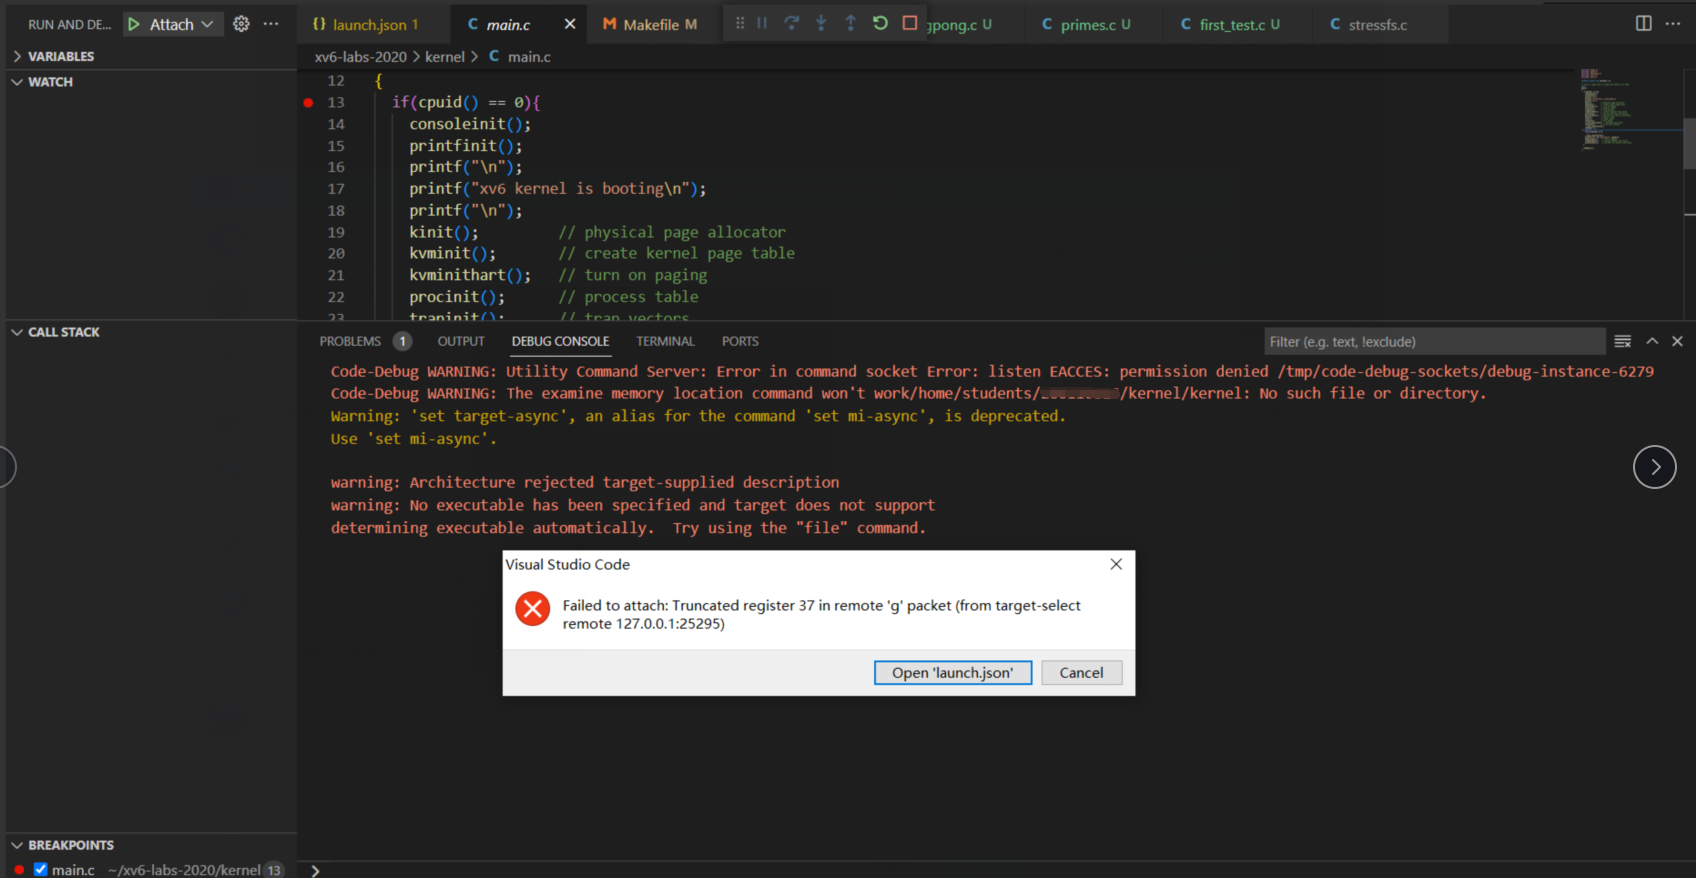 RUN AND DE... Attach
launch.json 1
main.c
Makefile M
gpong.c U
primes.c U
first_test.c U
stressfs.c
VARIABLES
WATCH
CALL STACK
BREAKPOINTS
main.c ~/xv6-labs-2020/kernel 13
xv6-labs-2020 > kernel > C main.c
12 {
13 if(cpuid() == 0){
14 consoleinit();
15 printfinit();
16 printf("\n");
17 printf("xv6 kernel is booting\n");
18 printf("\n");
19 kinit(); // physical page allocator
20 kvminit(); // create kernel page table
21 kvminithart(); // turn on paging
22 procinit(); // process table
23 trapinit(); // trap vectors
PROBLEMS 1 OUTPUT DEBUG CONSOLE TERMINAL PORTS
Filter (e.g. text, !exclude)
Code-Debug WARNING: Utility Command Server: Error in command socket Error: listen EACCES: permission denied /tmp/code-debug-sockets/debug-instance-6279
Code-Debug WARNING: The examine memory location command won't work/home/students/ /kernel/kernel: No such file or directory.
Warning: 'set target-async', an alias for the command 'set mi-async', is deprecated.
Use 'set mi-async'.
warning: Architecture rejected target-supplied description
warning: No executable has been specified and target does not support
determining executable automatically. Try using the "file" command.
Visual Studio Code
Failed to attach: Truncated register 37 in remote 'g' packet (from target-select
remote 127.0.0.1:25295)
Open 'launch.json' Cancel